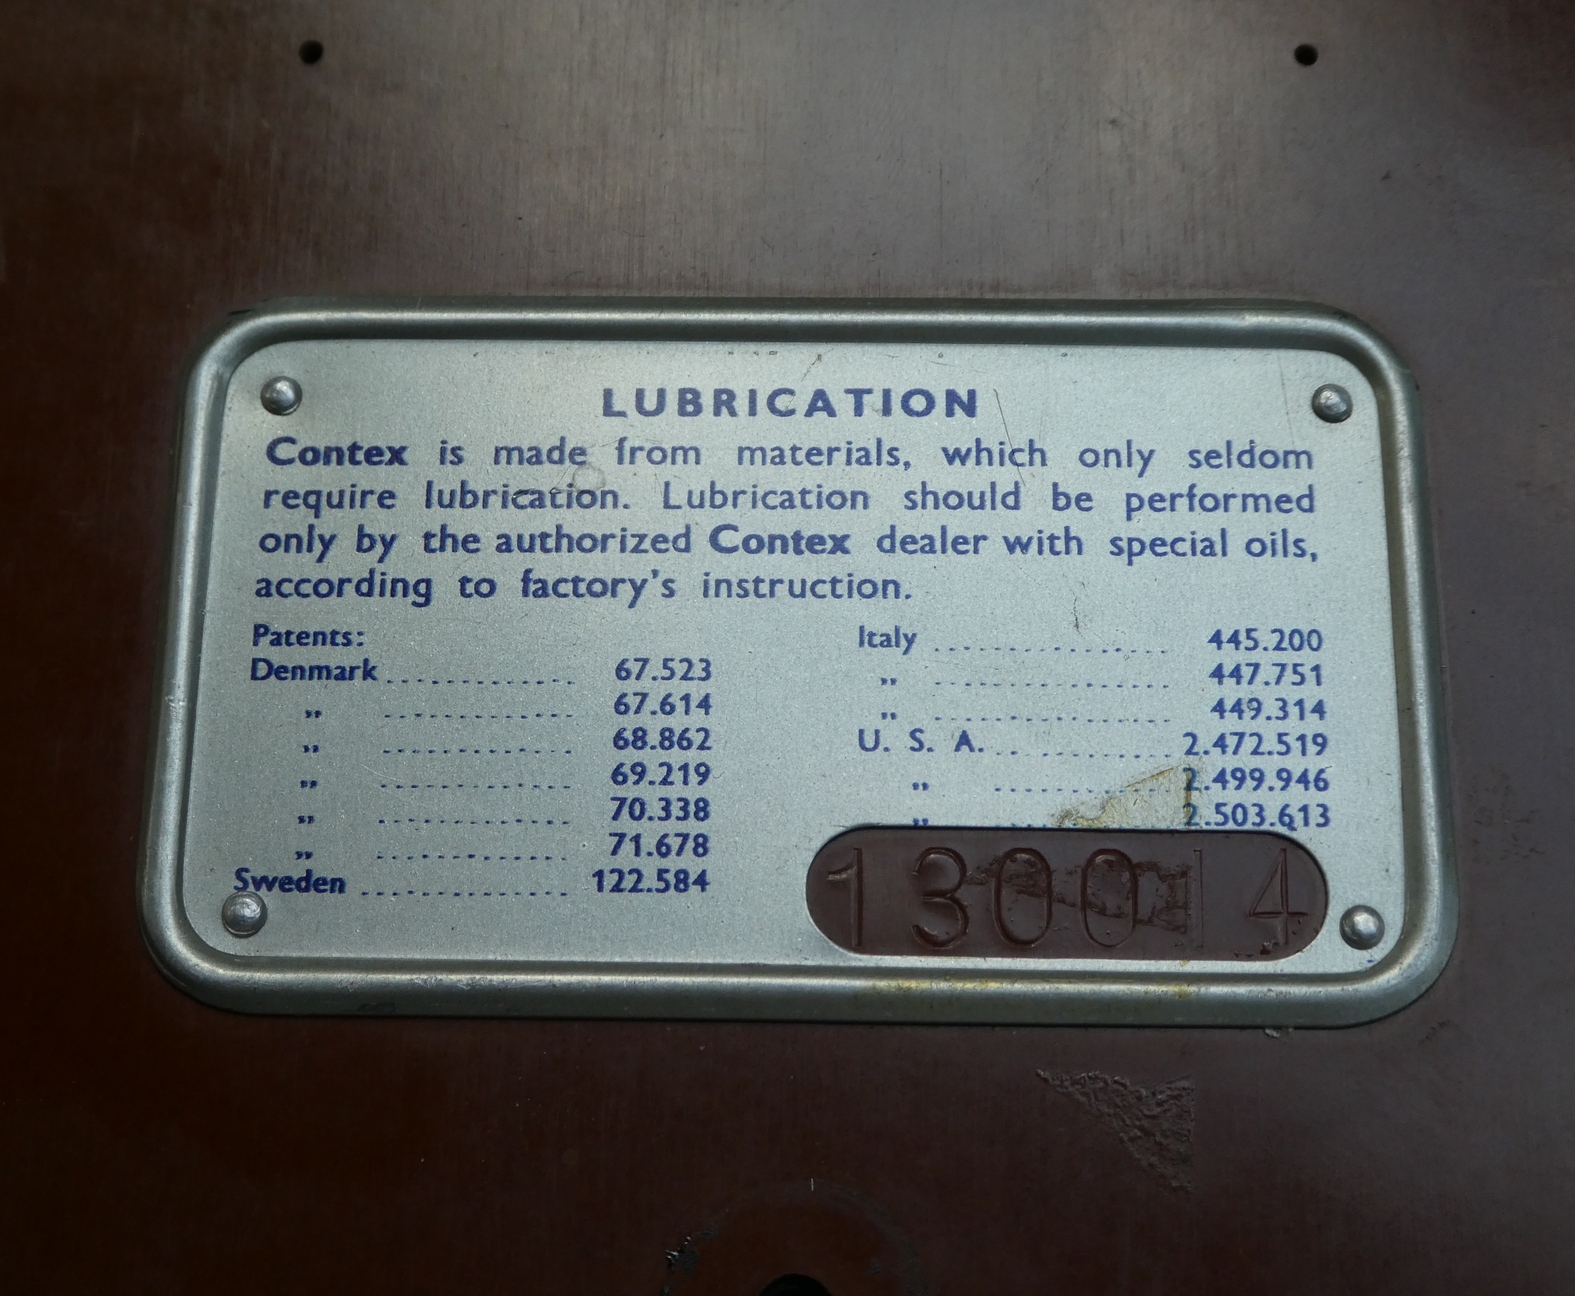 LUBRICATION
Contex is made from materials, which only seldom
require lubrication. Lubrication should be performed
only by the authorized Contex dealer with special oils,
according to factory's instruction.
Patents:
Denmark ............. 67.523
„ ............. 67.614
„ ............. 68.862
„ ............. 69.219
„ ............. 70.338
„ ............. 71.678
Sweden .............. 122.584
Italy ................ 445.200
„ ................ 447.751
„ ................ 449.314
U. S. A. ............. 2.472.519
„ ............. 2.499.946
„ ............. 2.503.613
130014